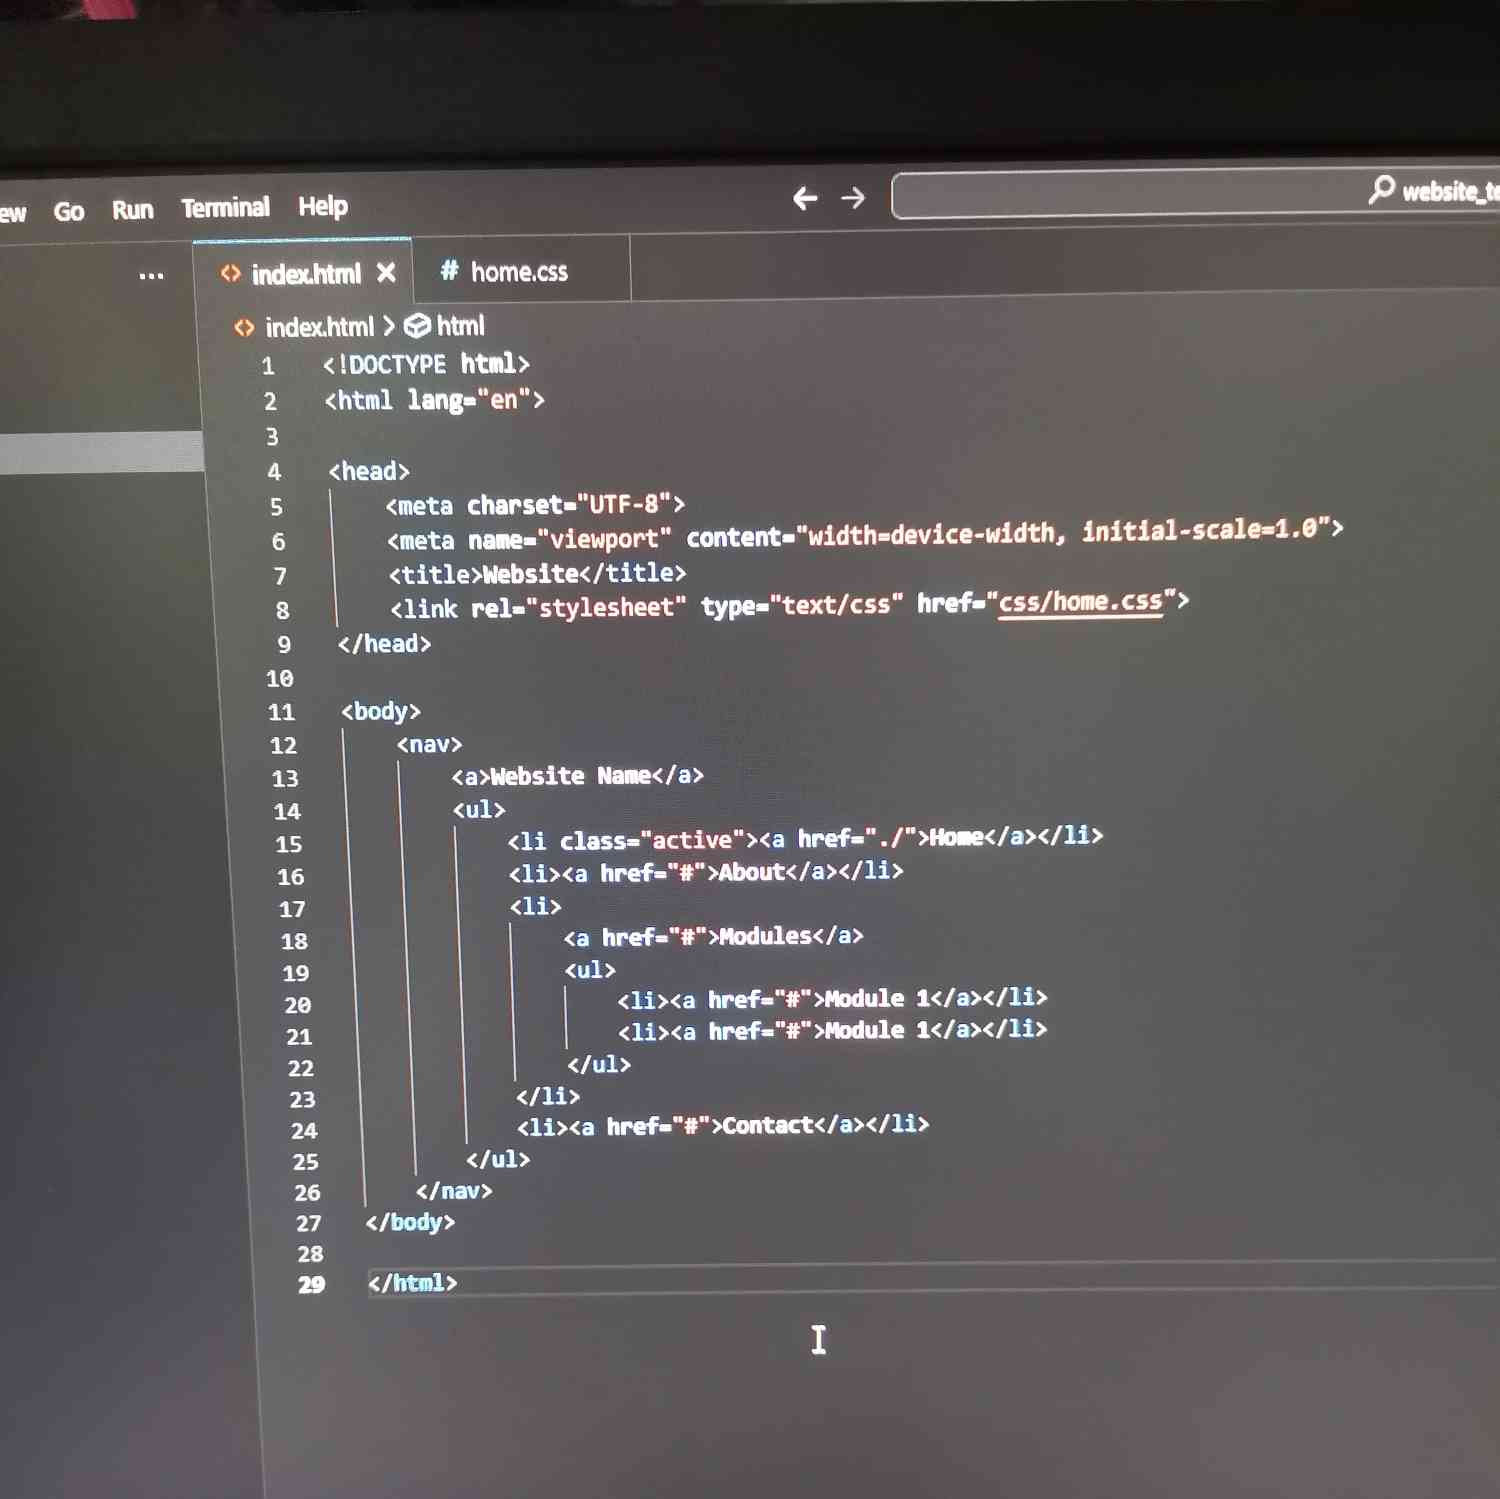 Go Run Terminal Help
index.html # home.css
index.html > html
1 <!DOCTYPE html>
2 <html lang="en">
3
4 <head>
5 <meta charset="UTF-8">
6 <meta name="viewport" content="width=device-width, initial-scale=1.0">
7 <title>Website</title>
8 <link rel="stylesheet" type="text/css" href="css/home.css">
9 </head>
10
11 <body>
12 <nav>
13 <a>Website Name</a>
14 <ul>
15 <li class="active"><a href="./">Home</a></li>
16 <li><a href="#">About</a></li>
17 <li>
18 <a href="#">Modules</a>
19 <ul>
20 <li><a href="#">Module 1</a></li>
21 <li><a href="#">Module 1</a></li>
22 </ul>
23 </li>
24 <li><a href="#">Contact</a></li>
25 </ul>
26 </nav>
27 </body>
28
29 </html>